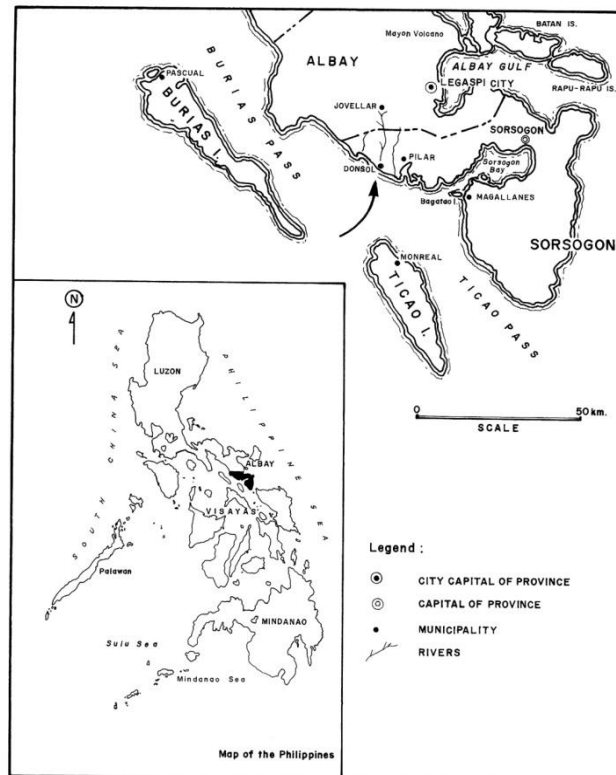 BATAN IS.
Mayon Volcano
ALBAY
ALBAY GULF
LEGASPI CITY
RAPU-RAPU IS.
PASCUAL
BURIAS I.
BURIAS PASS
JOVELLAR
SORSOGON
DONSOL
PILAR
Sorsogon
Bay
Bagatao I.
MAGALLANES
SORSOGON
MONREAL
TICAO I.
TICAO PASS
0 50 km.
SCALE
N
LUZON
SOUTH CHINA SEA
PHILIPPINE SEA
ALBAY
VISAYAS
Palawan
MINDANAO
Sulu Sea
Mindanao Sea
Map of the Philippines
Legend :
CITY CAPITAL OF PROVINCE
CAPITAL OF PROVINCE
MUNICIPALITY
RIVERS